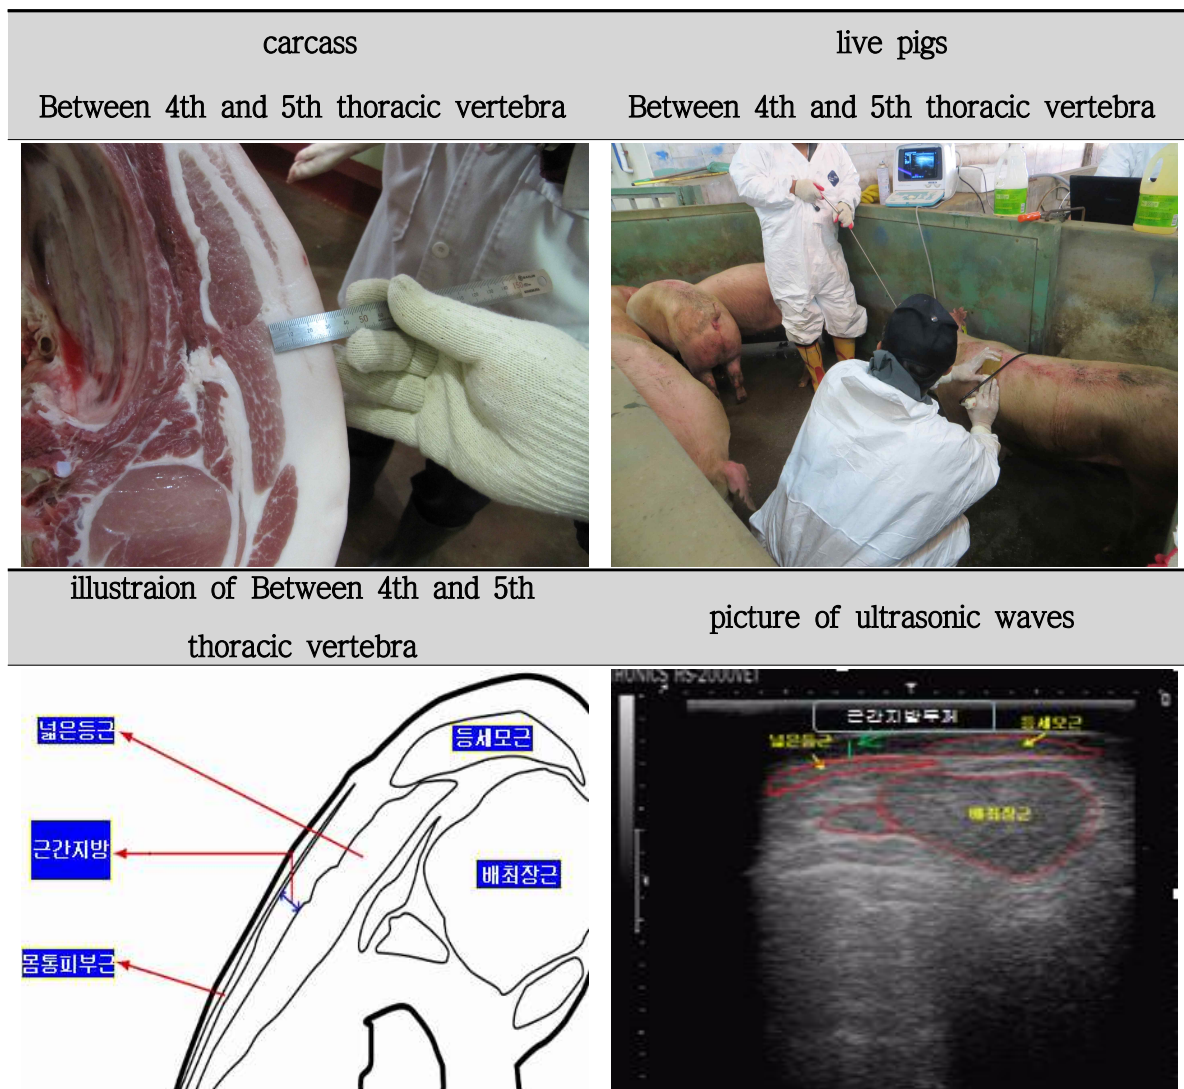 carcass
Between 4th and 5th thoracic vertebra
live pigs
Between 4th and 5th thoracic vertebra
illustraion of Between 4th and 5th
thoracic vertebra
picture of ultrasonic waves
넓은등근
등세모근
근간지방
배최장근
몸통피부근
TRONICS HS-2000VET
근간지방두께
등세모근
넓은등근
배최장근